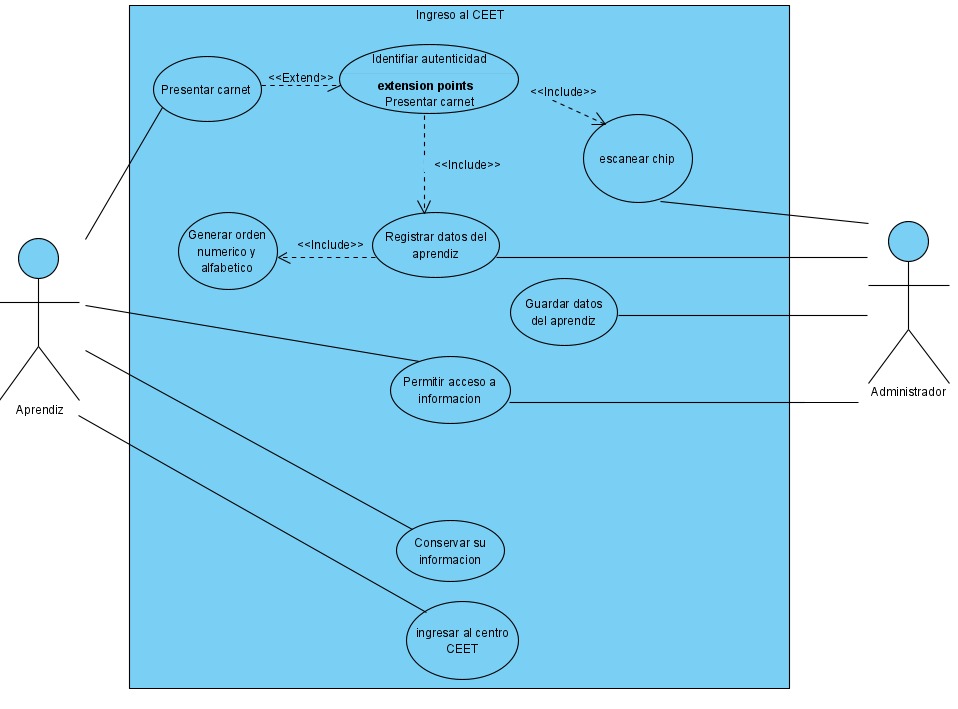 Ingreso al CEET
Identifiar autenticidad
<<Extend>>
extension points
Presentar carnet
Presentar carnet
<<Include>>
escanear chip
<<Include>>
Generar orden
numerico y
alfabetico
<<Include>>
Registrar datos del
aprendiz
Guardar datos
del aprendiz
Permitir acceso a
informacion
Aprendiz
Administrador
Conservar su
informacion
ingresar al centro
CEET